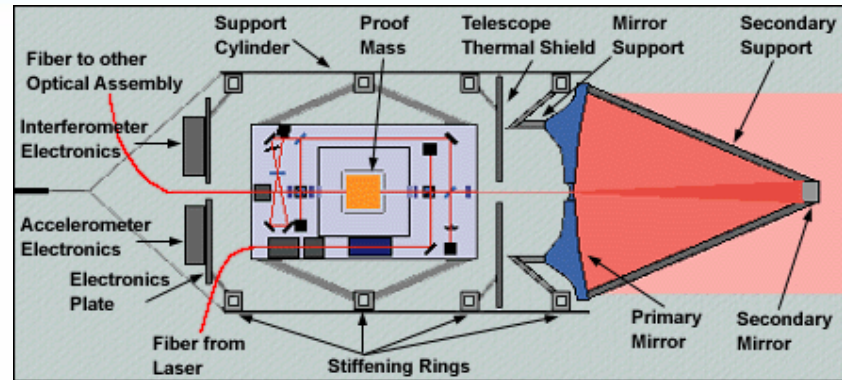 Support
Cylinder
Proof
Mass
Telescope
Thermal Shield
Mirror
Support
Secondary
Support
Fiber to other
Optical Assembly
Interferometer
Electronics
Accelerometer
Electronics
Electronics
Plate
Fiber from
Laser
Stiffening Rings
Primary
Mirror
Secondary
Mirror